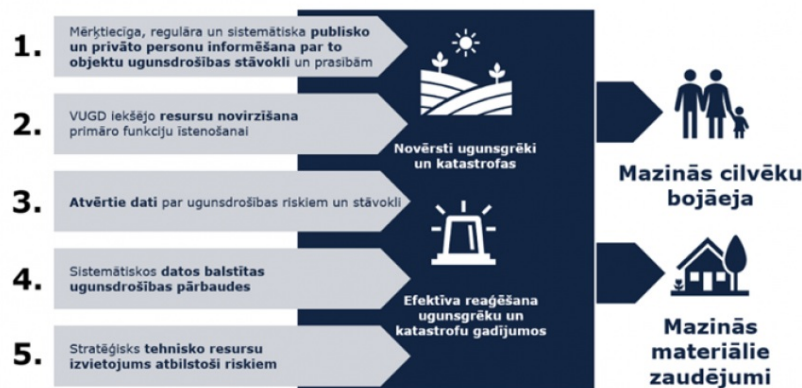 1.
Mērķtiecīga, regulāra un sistemātiska publisko
un privāto personu informēšana par to
objektu ugunsdrošības stāvokli un prasībām
2.
VUGD iekšējo resursu novirzīšana
primāro funkciju īstenošanai
3.
Atvērtie dati par ugunsdrošības riskiem un stāvokli
4.
Sistemātiskos datos balstītas
ugunsdrošības pārbaudes
5.
Stratēģisks tehnisko resursu
izvietojums atbilstoši riskiem
Novērsti ugunsgrēki
un katastrofas
Efektīva reaģēšana
ugunsgrēku un
katastrofu gadījumos
Mazinās cilvēku
bojāeja
Mazinās
materiālie
zaudējumi